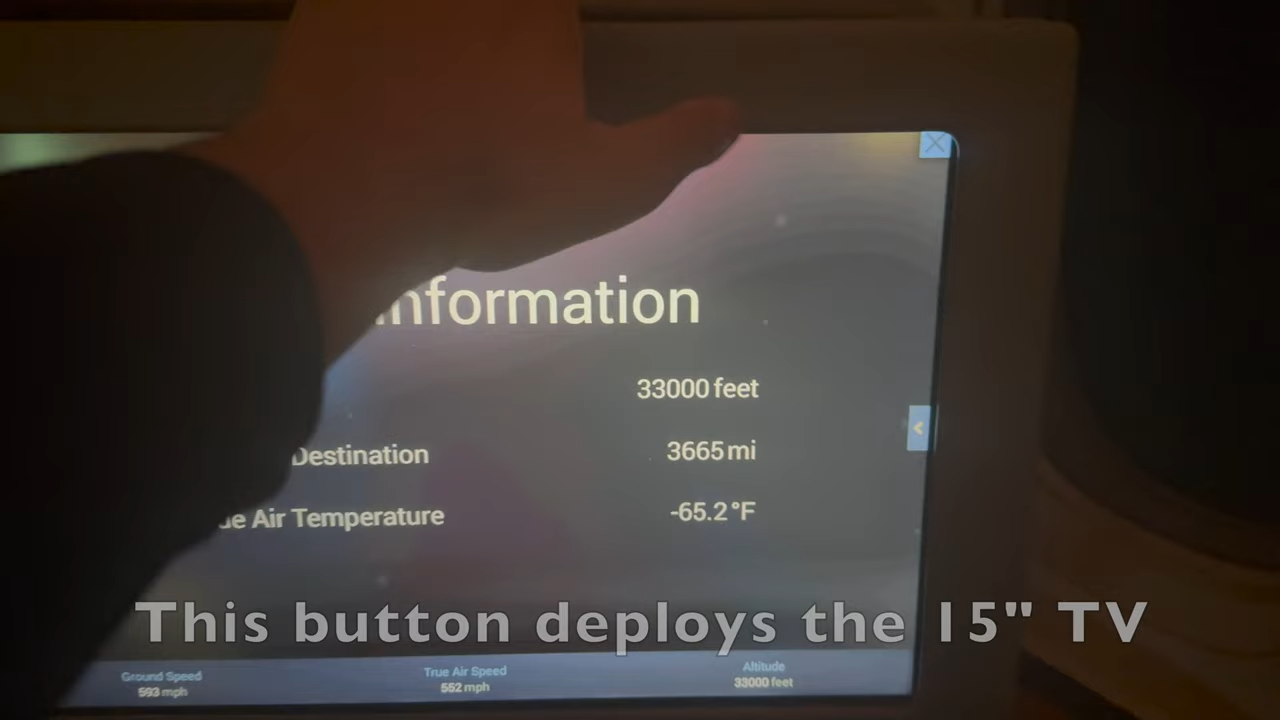 Information
33000 feet
Destination 3665 mi
Air Temperature -65.2°F
This button deploys the 15" TV
Ground Speed True Air Speed Altitude
593 mph 552 mph 33000 feet